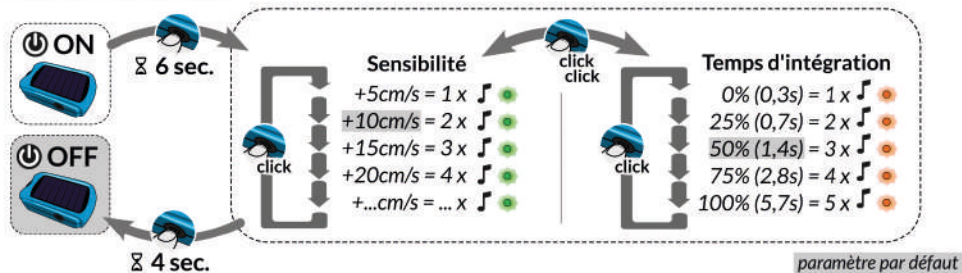 ON
6 sec.
OFF
4 sec.
Sensibilité
+5cm/s = 1 x
+10cm/s = 2 x
+15cm/s = 3 x
+20cm/s = 4 x
+...cm/s = ... x
click
click
click
Temps d'intégration
0% (0,3s) = 1 x
25% (0,7s) = 2 x
50% (1,4s) = 3 x
75% (2,8s) = 4 x
100% (5,7s) = 5 x
click
paramètre par défaut